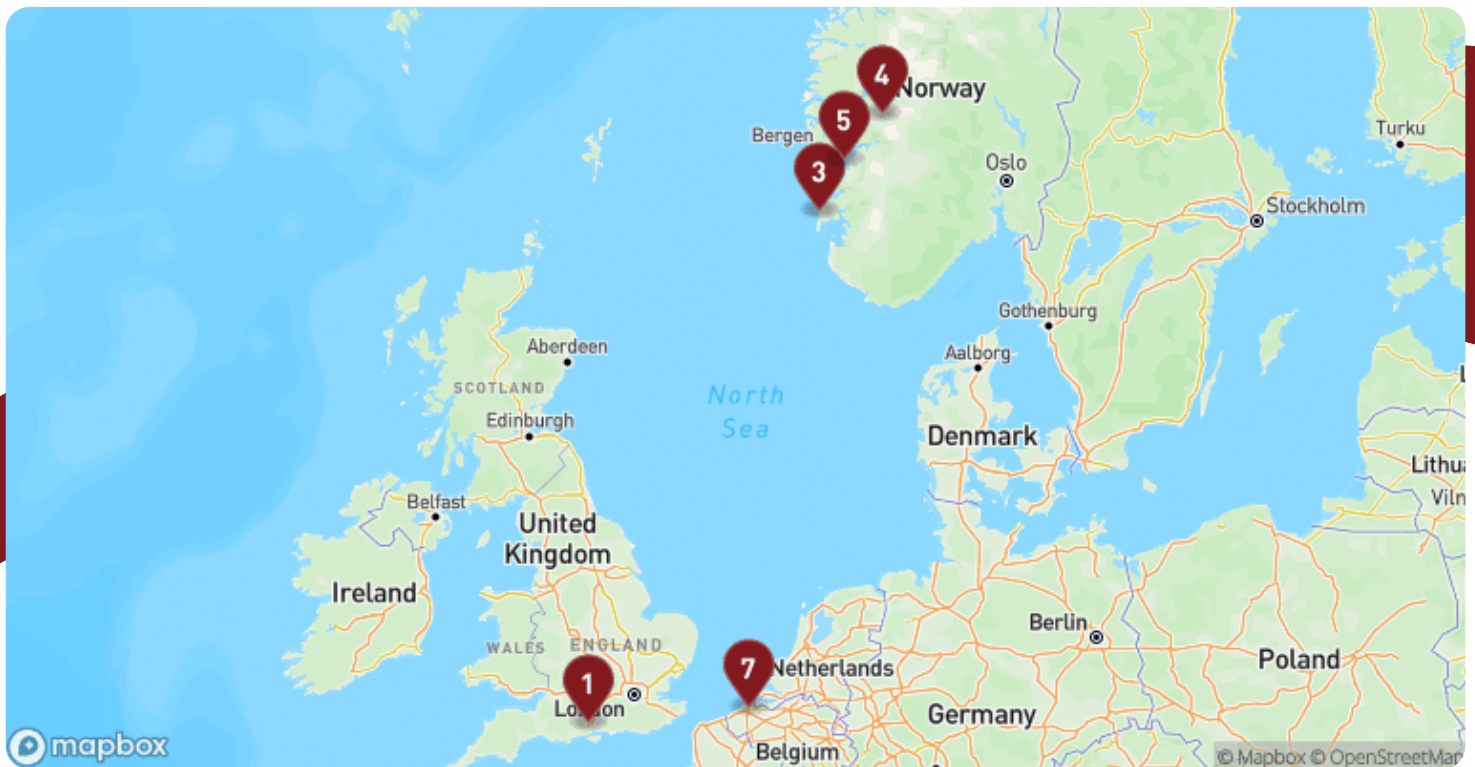 4
Norway
5
Bergen
Turku
3
Oslo
Stockholm
Gothenburg
Aberdeen
Aalborg
SCOTLAND
North
Sea
Edinburgh
Denmark
Lithua
Viln
Belfast
United
Kingdom
Ireland
Berlin
WALES
ENGLAND
7
Netherlands
Poland
1
London
Germany
Belgium
mapbox
© Mapbox © OpenStreetMap